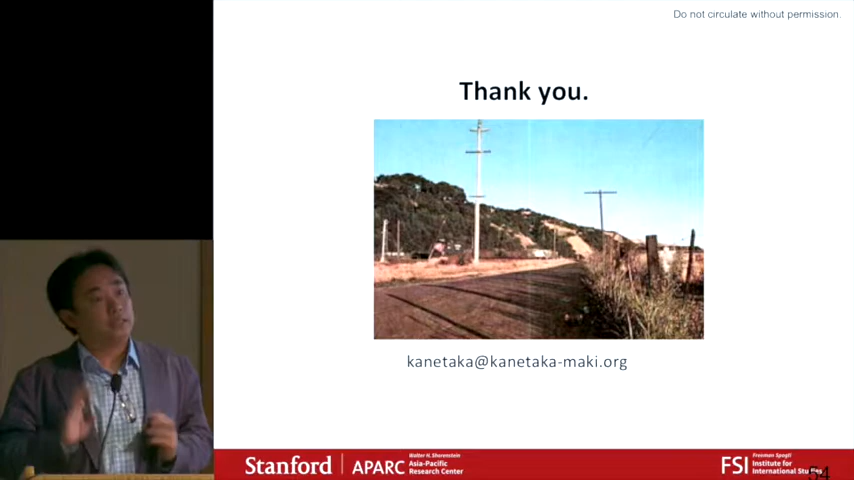 Do not circulate without permission.
Thank you.
kanetaka@kanetaka-maki.org
Stanford
APARC
Walter H. Shorenstein
Asia-Pacific
Research Center
FSI
Freeman Spogli
Institute for
International Studies
54